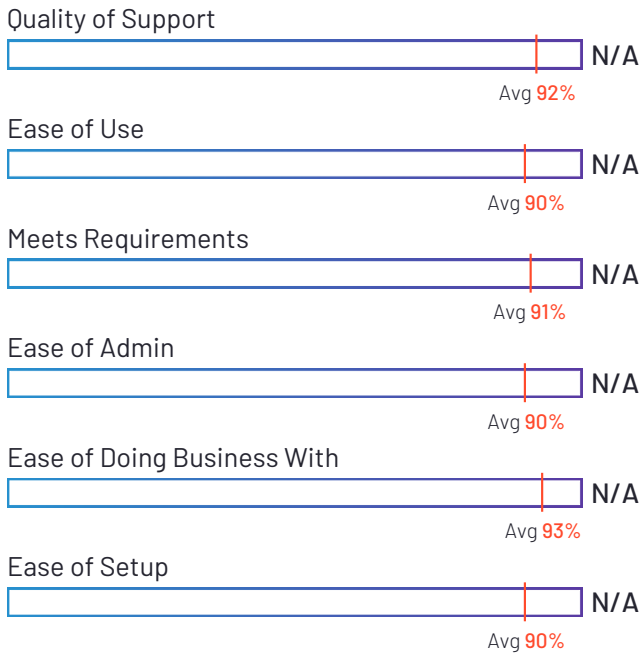 Quality of Support
N/A
Avg 92%
Ease of Use
N/A
Avg 90%
Meets Requirements
N/A
Avg 91%
Ease of Admin
N/A
Avg 90%
Ease of Doing Business With
N/A
Avg 93%
Ease of Setup
N/A
Avg 90%